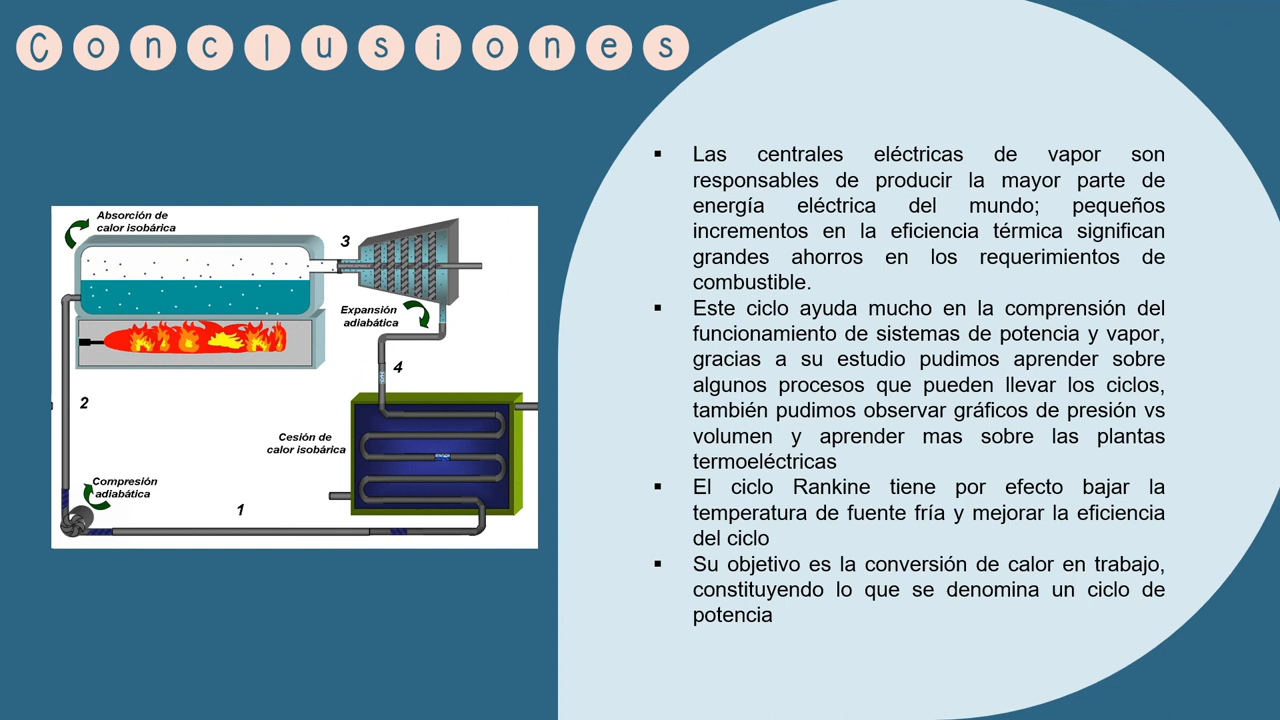 Conclusiones
Absorción de
calor isobárica
3
Expansión
adiabática
4
2
Cesión de
calor isobárica
Compresión
adiabática
1
▪ Las centrales eléctricas de vapor son
responsables de producir la mayor parte de
energía eléctrica del mundo; pequeños
incrementos en la eficiencia térmica significan
grandes ahorros en los requerimientos de
combustible.
▪ Este ciclo ayuda mucho en la comprensión del
funcionamiento de sistemas de potencia y vapor,
gracias a su estudio pudimos aprender sobre
algunos procesos que pueden llevar los ciclos,
también pudimos observar gráficos de presión vs
volumen y aprender mas sobre las plantas
termoeléctricas
▪ El ciclo Rankine tiene por efecto bajar la
temperatura de fuente fría y mejorar la eficiencia
del ciclo
▪ Su objetivo es la conversión de calor en trabajo,
constituyendo lo que se denomina un ciclo de
potencia